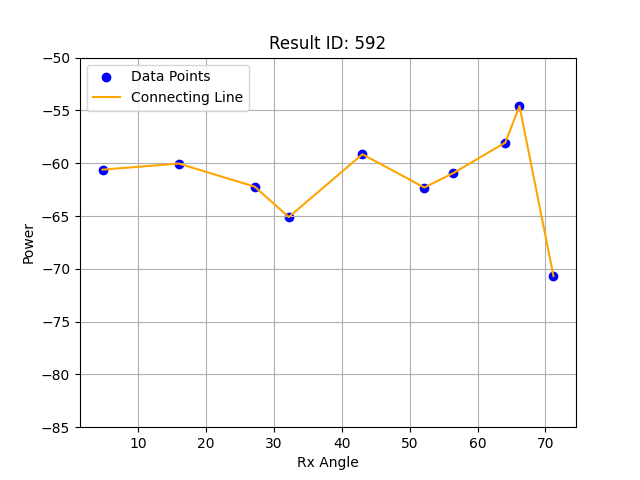 Result ID: 592
Data Points
Connecting Line
Power
−50
−55
−60
−65
−70
−75
−80
−85
10 20 30 40 50 60 70
Rx Angle